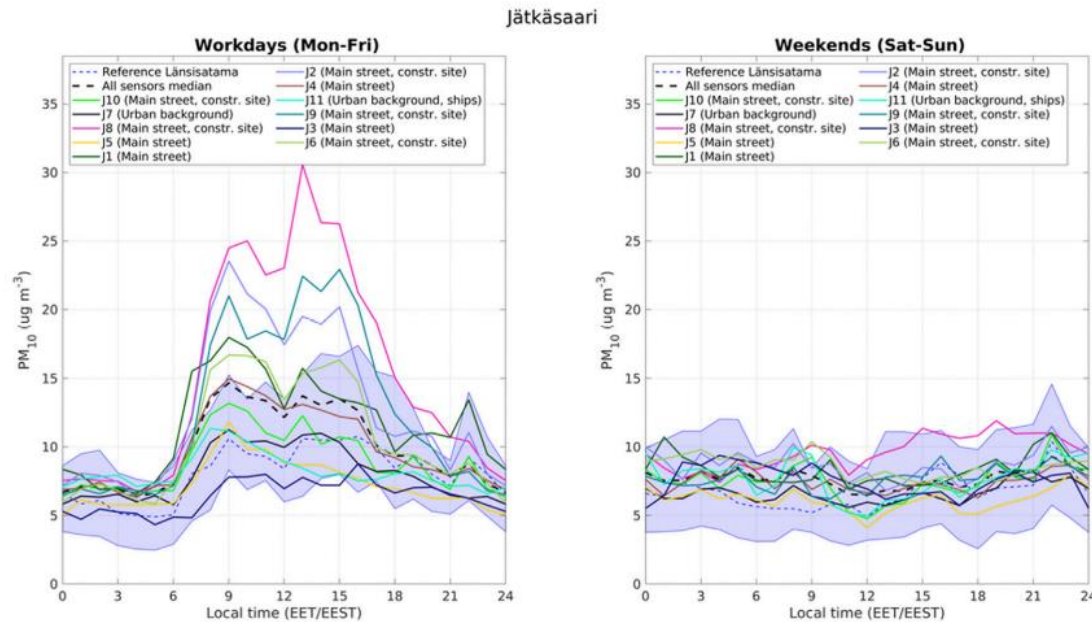 Jätkäsaari
Workdays (Mon-Fri)
Reference Länsisatama
All sensors median
J10 (Main street, constr. site)
J7 (Urban background)
J8 (Main street, constr. site)
J5 (Main street)
J1 (Main street)
J2 (Main street, constr. site)
J4 (Main street)
J11 (Urban background, ships)
J9 (Main street, constr. site)
J3 (Main street)
J6 (Main street, constr. site)
35
30
25
20
15
10
5
0
PM10 (ug m-3)
0 3 6 9 12 15 18 21 24
Local time (EET/EEST)
Weekends (Sat-Sun)
Reference Länsisatama
All sensors median
J10 (Main street, constr. site)
J7 (Urban background)
J8 (Main street, constr. site)
J5 (Main street)
J1 (Main street)
J2 (Main street, constr. site)
J4 (Main street)
J11 (Urban background, ships)
J9 (Main street, constr. site)
J3 (Main street)
J6 (Main street, constr. site)
35
30
25
20
15
10
5
0
PM10 (ug m-3)
0 3 6 9 12 15 18 21 24
Local time (EET/EEST)